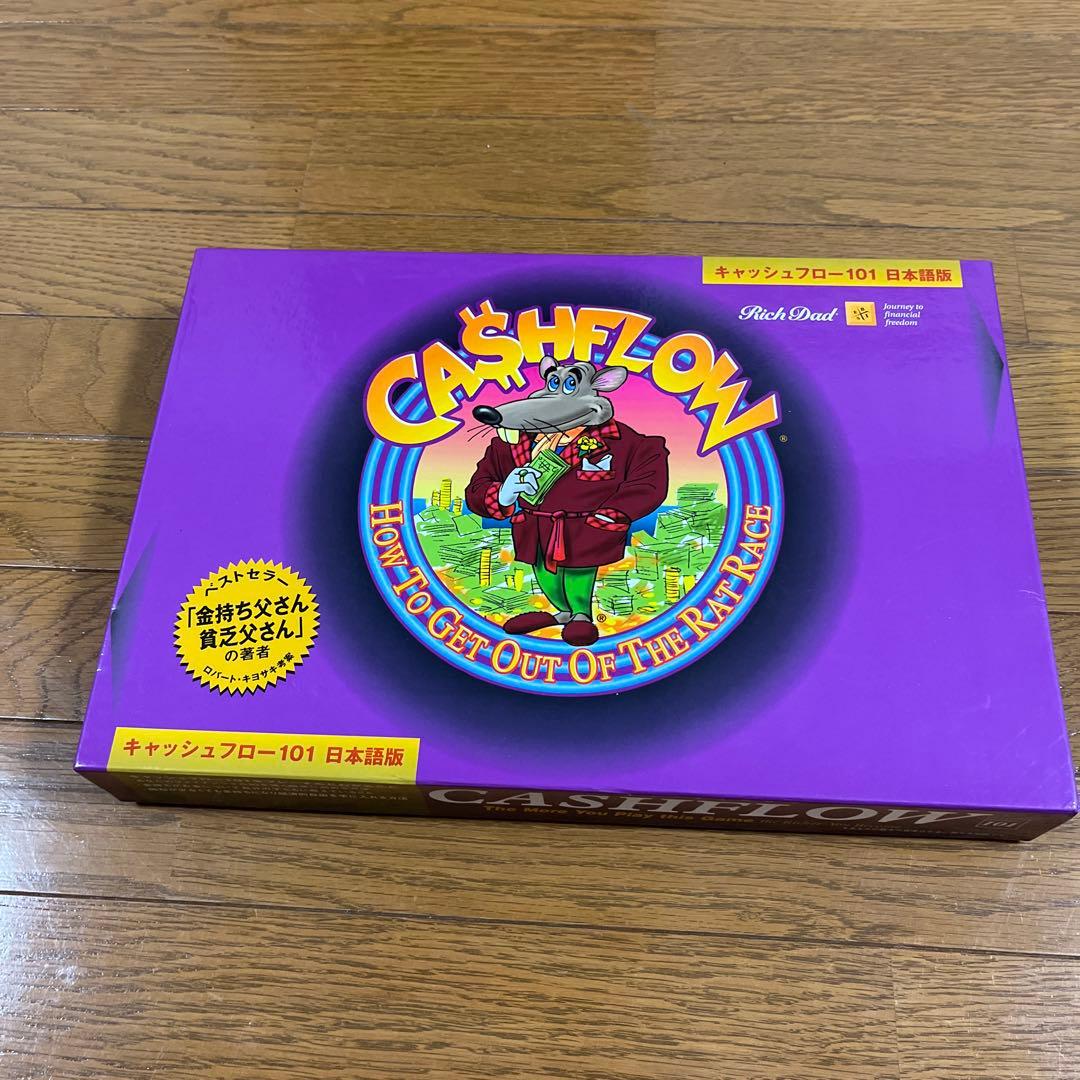 キャッシュフロー101 日本語版
Rich Dad
Journey to
financial
freedom
CA$HFLOW
®
HOW TO GET OUT OF THE RAT RACE
®
ベストセラー
「金持ち父さん
貧乏父さん」
の著者
ロバート・キヨサキ考案
キャッシュフロー101 日本語版
CASHFLOW 101
The More You Play this Game